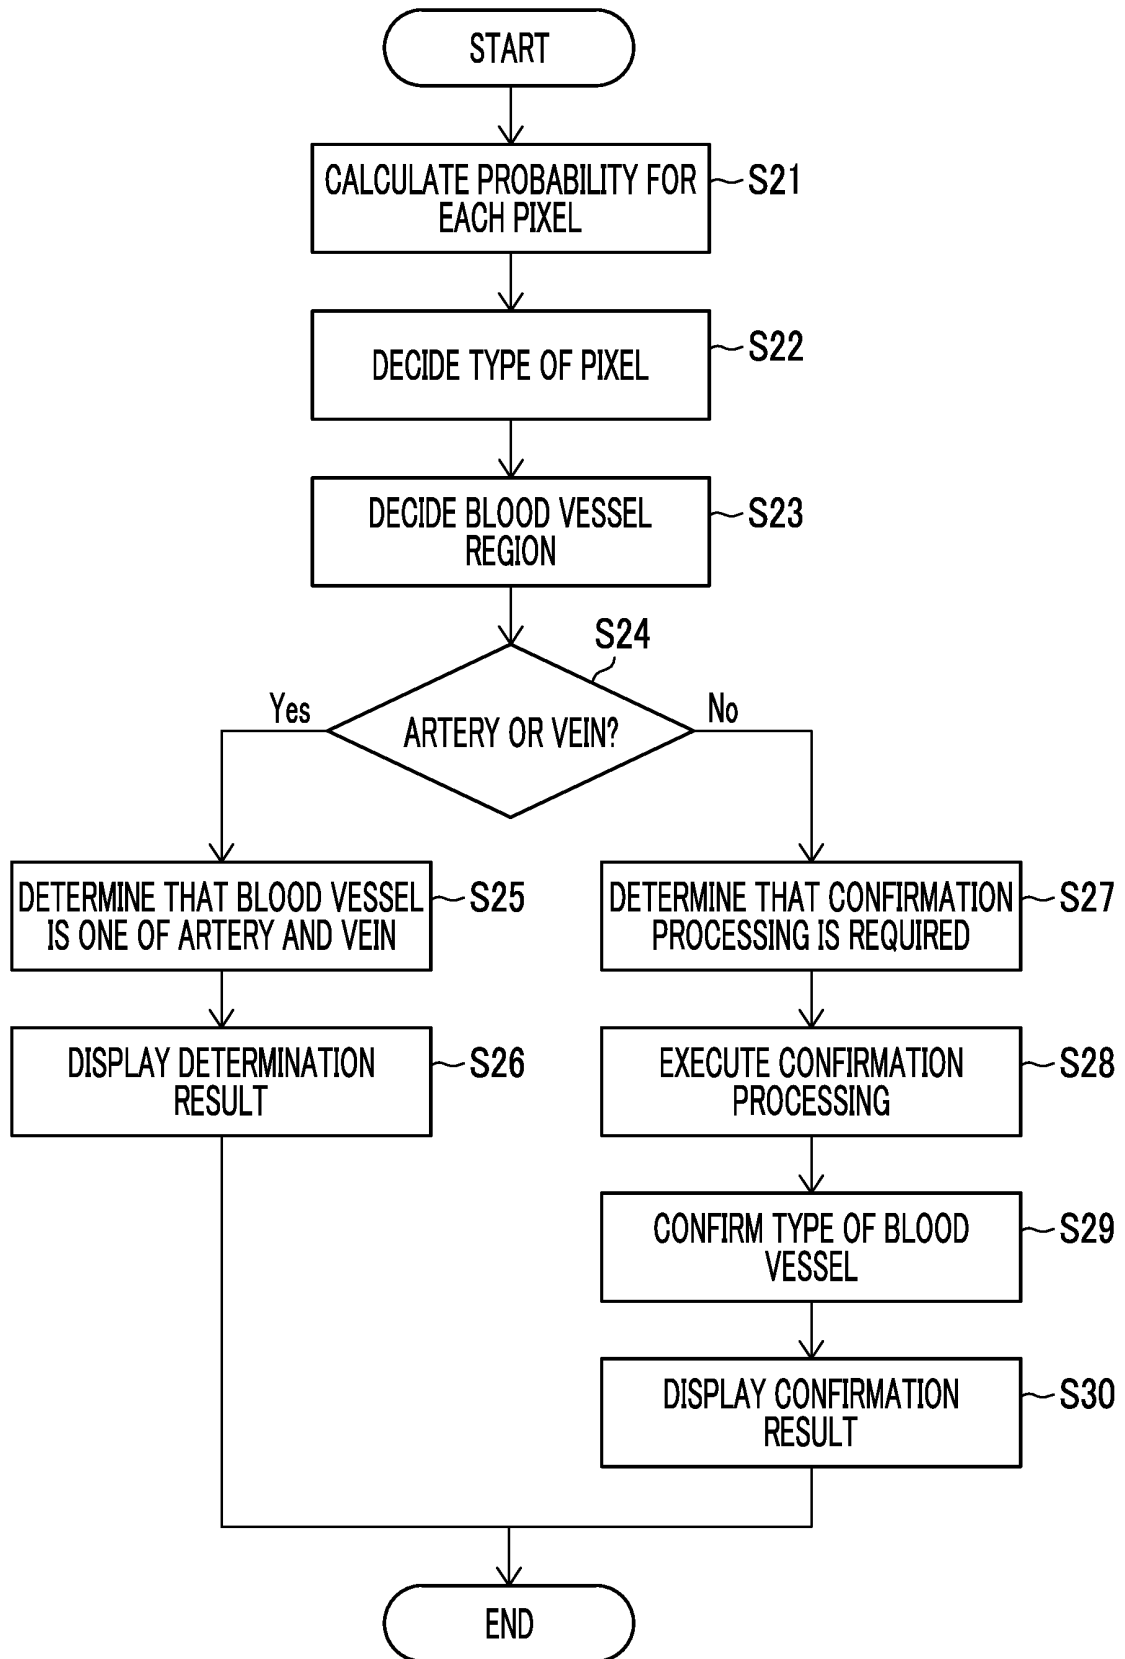 START
CALCULATE PROBABILITY FOR
EACH PIXEL
S21
DECIDE TYPE OF PIXEL
S22
DECIDE BLOOD VESSEL
REGION
S23
S24
ARTERY OR VEIN?
Yes
No
DETERMINE THAT BLOOD VESSEL
IS ONE OF ARTERY AND VEIN
S25
DISPLAY DETERMINATION
RESULT
S26
DETERMINE THAT CONFIRMATION
PROCESSING IS REQUIRED
S27
EXECUTE CONFIRMATION
PROCESSING
S28
CONFIRM TYPE OF BLOOD
VESSEL
S29
DISPLAY CONFIRMATION
RESULT
S30
END